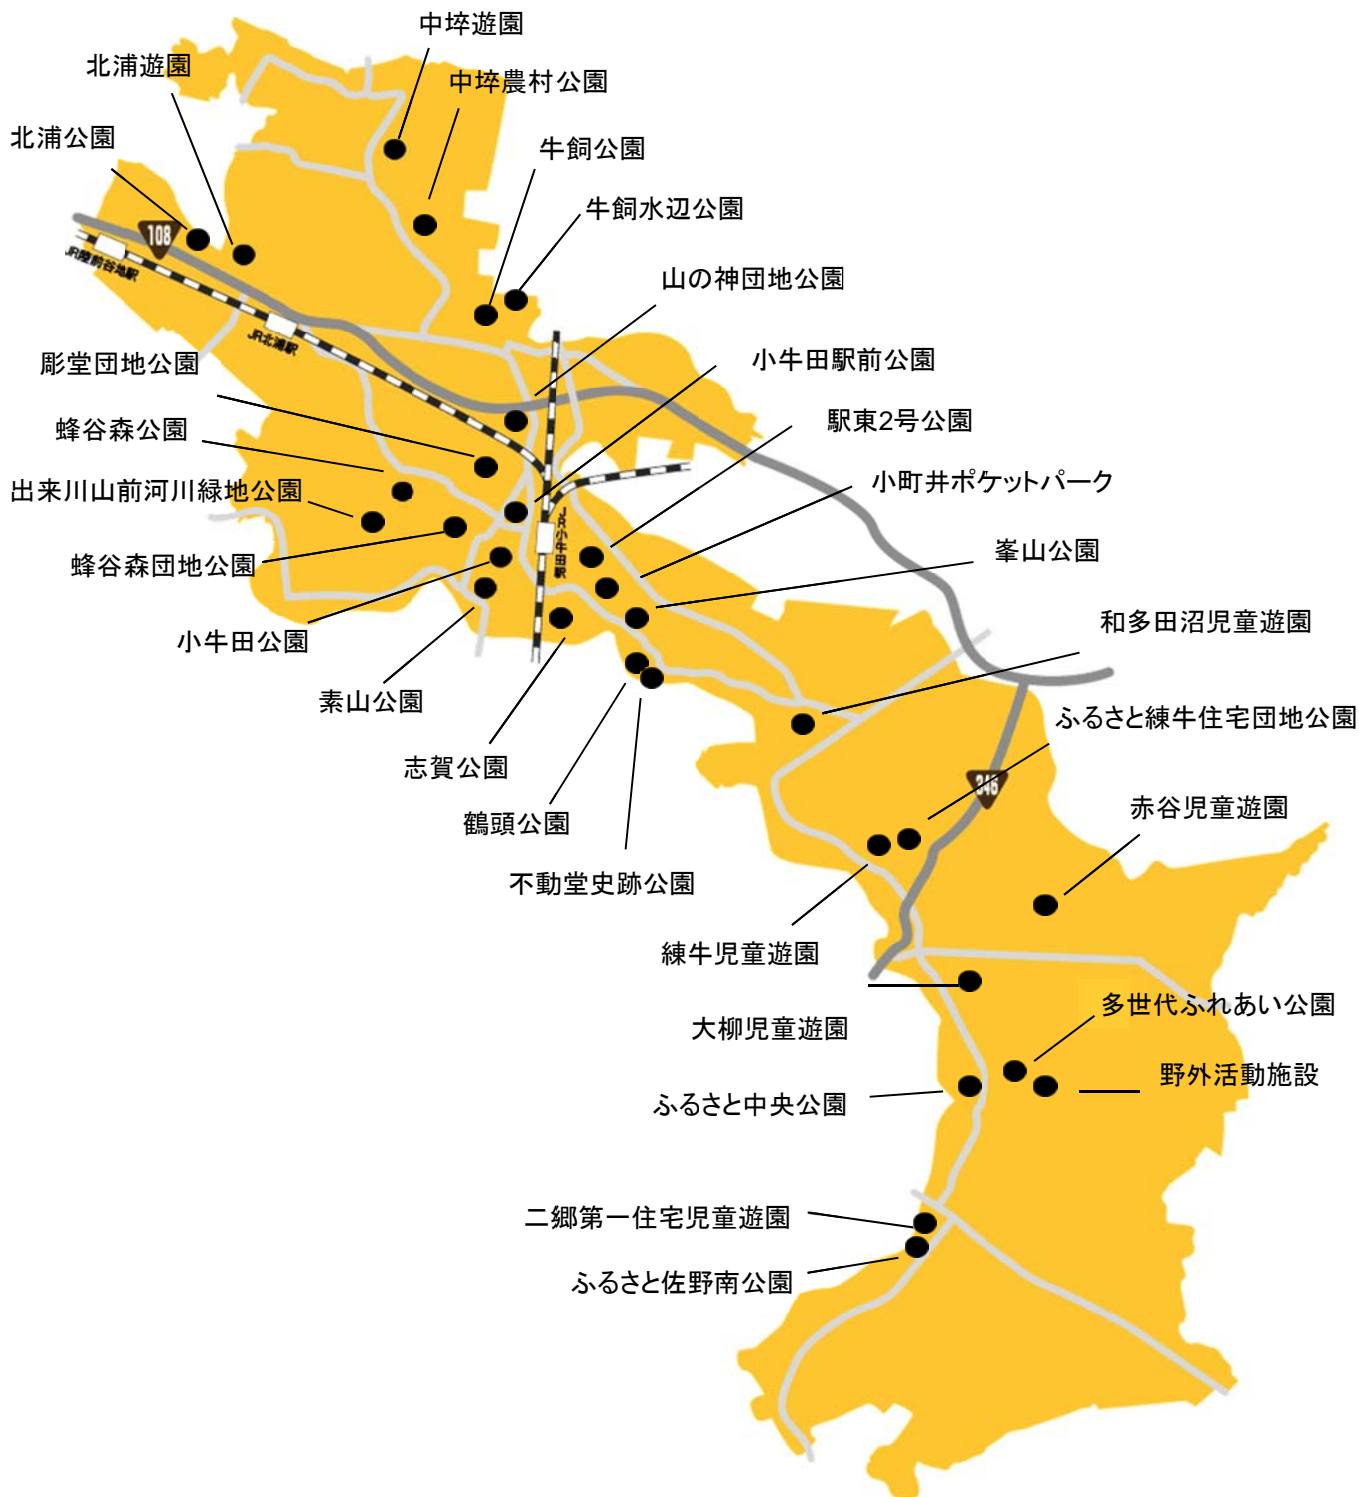 中埣遊園
北浦遊園
中埣農村公園
北浦公園
牛飼公園
牛飼水辺公園
108
JR陸前谷地駅
山の神団地公園
JR北浦駅
彫堂団地公園
小牛田駅前公園
駅東2号公園
蜂谷森公園
小町井ポケットパーク
出来川山前河川緑地公園
JR小牛田駅
峯山公園
蜂谷森団地公園
和多田沼児童遊園
小牛田公園
素山公園
ふるさと練牛住宅団地公園
志賀公園
346
鶴頭公園
赤谷児童遊園
不動堂史跡公園
練牛児童遊園
多世代ふれあい公園
大柳児童遊園
野外活動施設
ふるさと中央公園
二郷第一住宅児童遊園
ふるさと佐野南公園